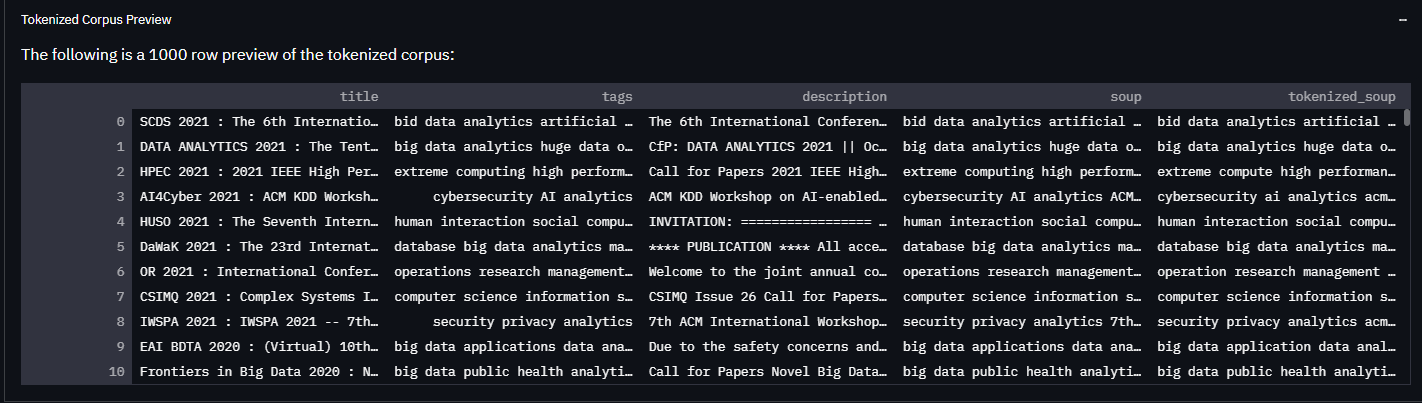 Tokenized Corpus Preview –
The following is a 1000 row preview of the tokenized corpus:
title tags description soup tokenized_soup
0 SCDS 2021 : The 6th Internatio… bid data analytics artificial … The 6th International Conferen… bid data analytics artificial … bid data analytics artificial …
1 DATA ANALYTICS 2021 : The Tent… big data analytics huge data o… CfP: DATA ANALYTICS 2021 || Oc… big data analytics huge data o… big data analytics huge data o…
2 HPEC 2021 : 2021 IEEE High Per… extreme computing high perform… Call for Papers 2021 IEEE High… extreme computing high perform… extreme compute high performan…
3 AI4Cyber 2021 : ACM KDD Worksh… cybersecurity AI analytics ACM KDD Workshop on AI-enabled… cybersecurity AI analytics ACM… cybersecurity ai analytics acm…
4 HUSO 2021 : The Seventh Intern… human interaction social compu… INVITATION: ================= … human interaction social compu… human interaction social compu…
5 DaWaK 2021 : The 23rd Internat… database big data analytics ma… **** PUBLICATION **** All acce… database big data analytics ma… database big data analytics ma…
6 OR 2021 : International Confer… operations research management… Welcome to the joint annual co… operations research management… operation research management …
7 CSIMQ 2021 : Complex Systems I… computer science information s… CSIMQ Issue 26 Call for Papers… computer science information s… computer science information s…
8 IWSPA 2021 : IWSPA 2021 -- 7th… security privacy analytics 7th ACM International Workshop… security privacy analytics 7th… security privacy analytics acm…
9 EAI BDTA 2020 : (Virtual) 10th… big data applications data ana… Due to the safety concerns and… big data applications data ana… big data application data anal…
10 Frontiers in Big Data 2020 : N… big data public health analyti… Call for Papers Novel Big Data… big data public health analyti… big data public health analyti…